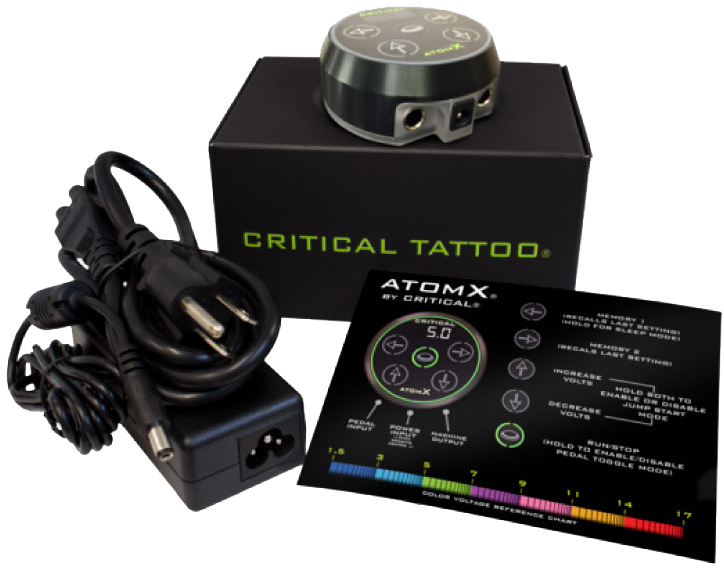 CRITICAL
ATOMX
CRITICAL TATTOO®
ATOMX®
BY CRITICAL®
CRITICAL
5.0
ATOMX
PEDAL
INPUT
POWER
INPUT
MACHINE
OUTPUT
MEMORY 1
(RECALLS LAST SETTING)
(HOLD FOR SLEEP MODE)
MEMORY 2
(RECALLS LAST SETTING)
INCREASE
VOLTS
HOLD BOTH TO
ENABLE OR DISABLE
JUMP START
MODE
DECREASE
VOLTS
RUN/STOP
(HOLD TO ENABLE/DISABLE
PEDAL TOGGLE MODE)
1.5 3 5 7 9 11 14 17
COLOR VOLTAGE REFERENCE CHART